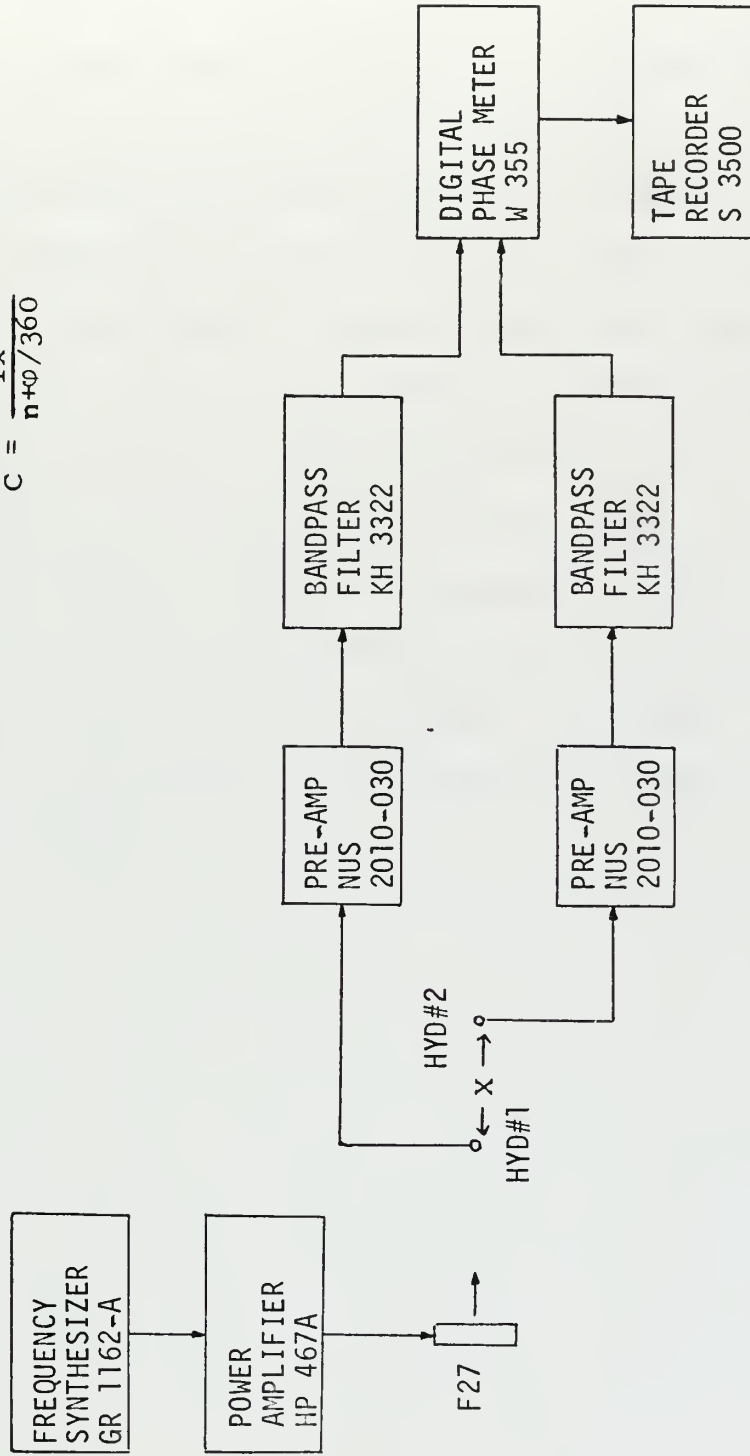 FREQUENCY
SYNTHESIZER
GR 1162-A
POWER
AMPLIFIER
HP 467A
F27
HYD#1
← X →
HYD#2
PRE-AMP
NUS
2010-030
PRE-AMP
NUS
2010-030
BANDPASS
FILTER
KH 3322
BANDPASS
FILTER
KH 3322
DIGITAL
PHASE METER
W 355
TAPE
RECORDER
S 3500
C =
n+φ/360